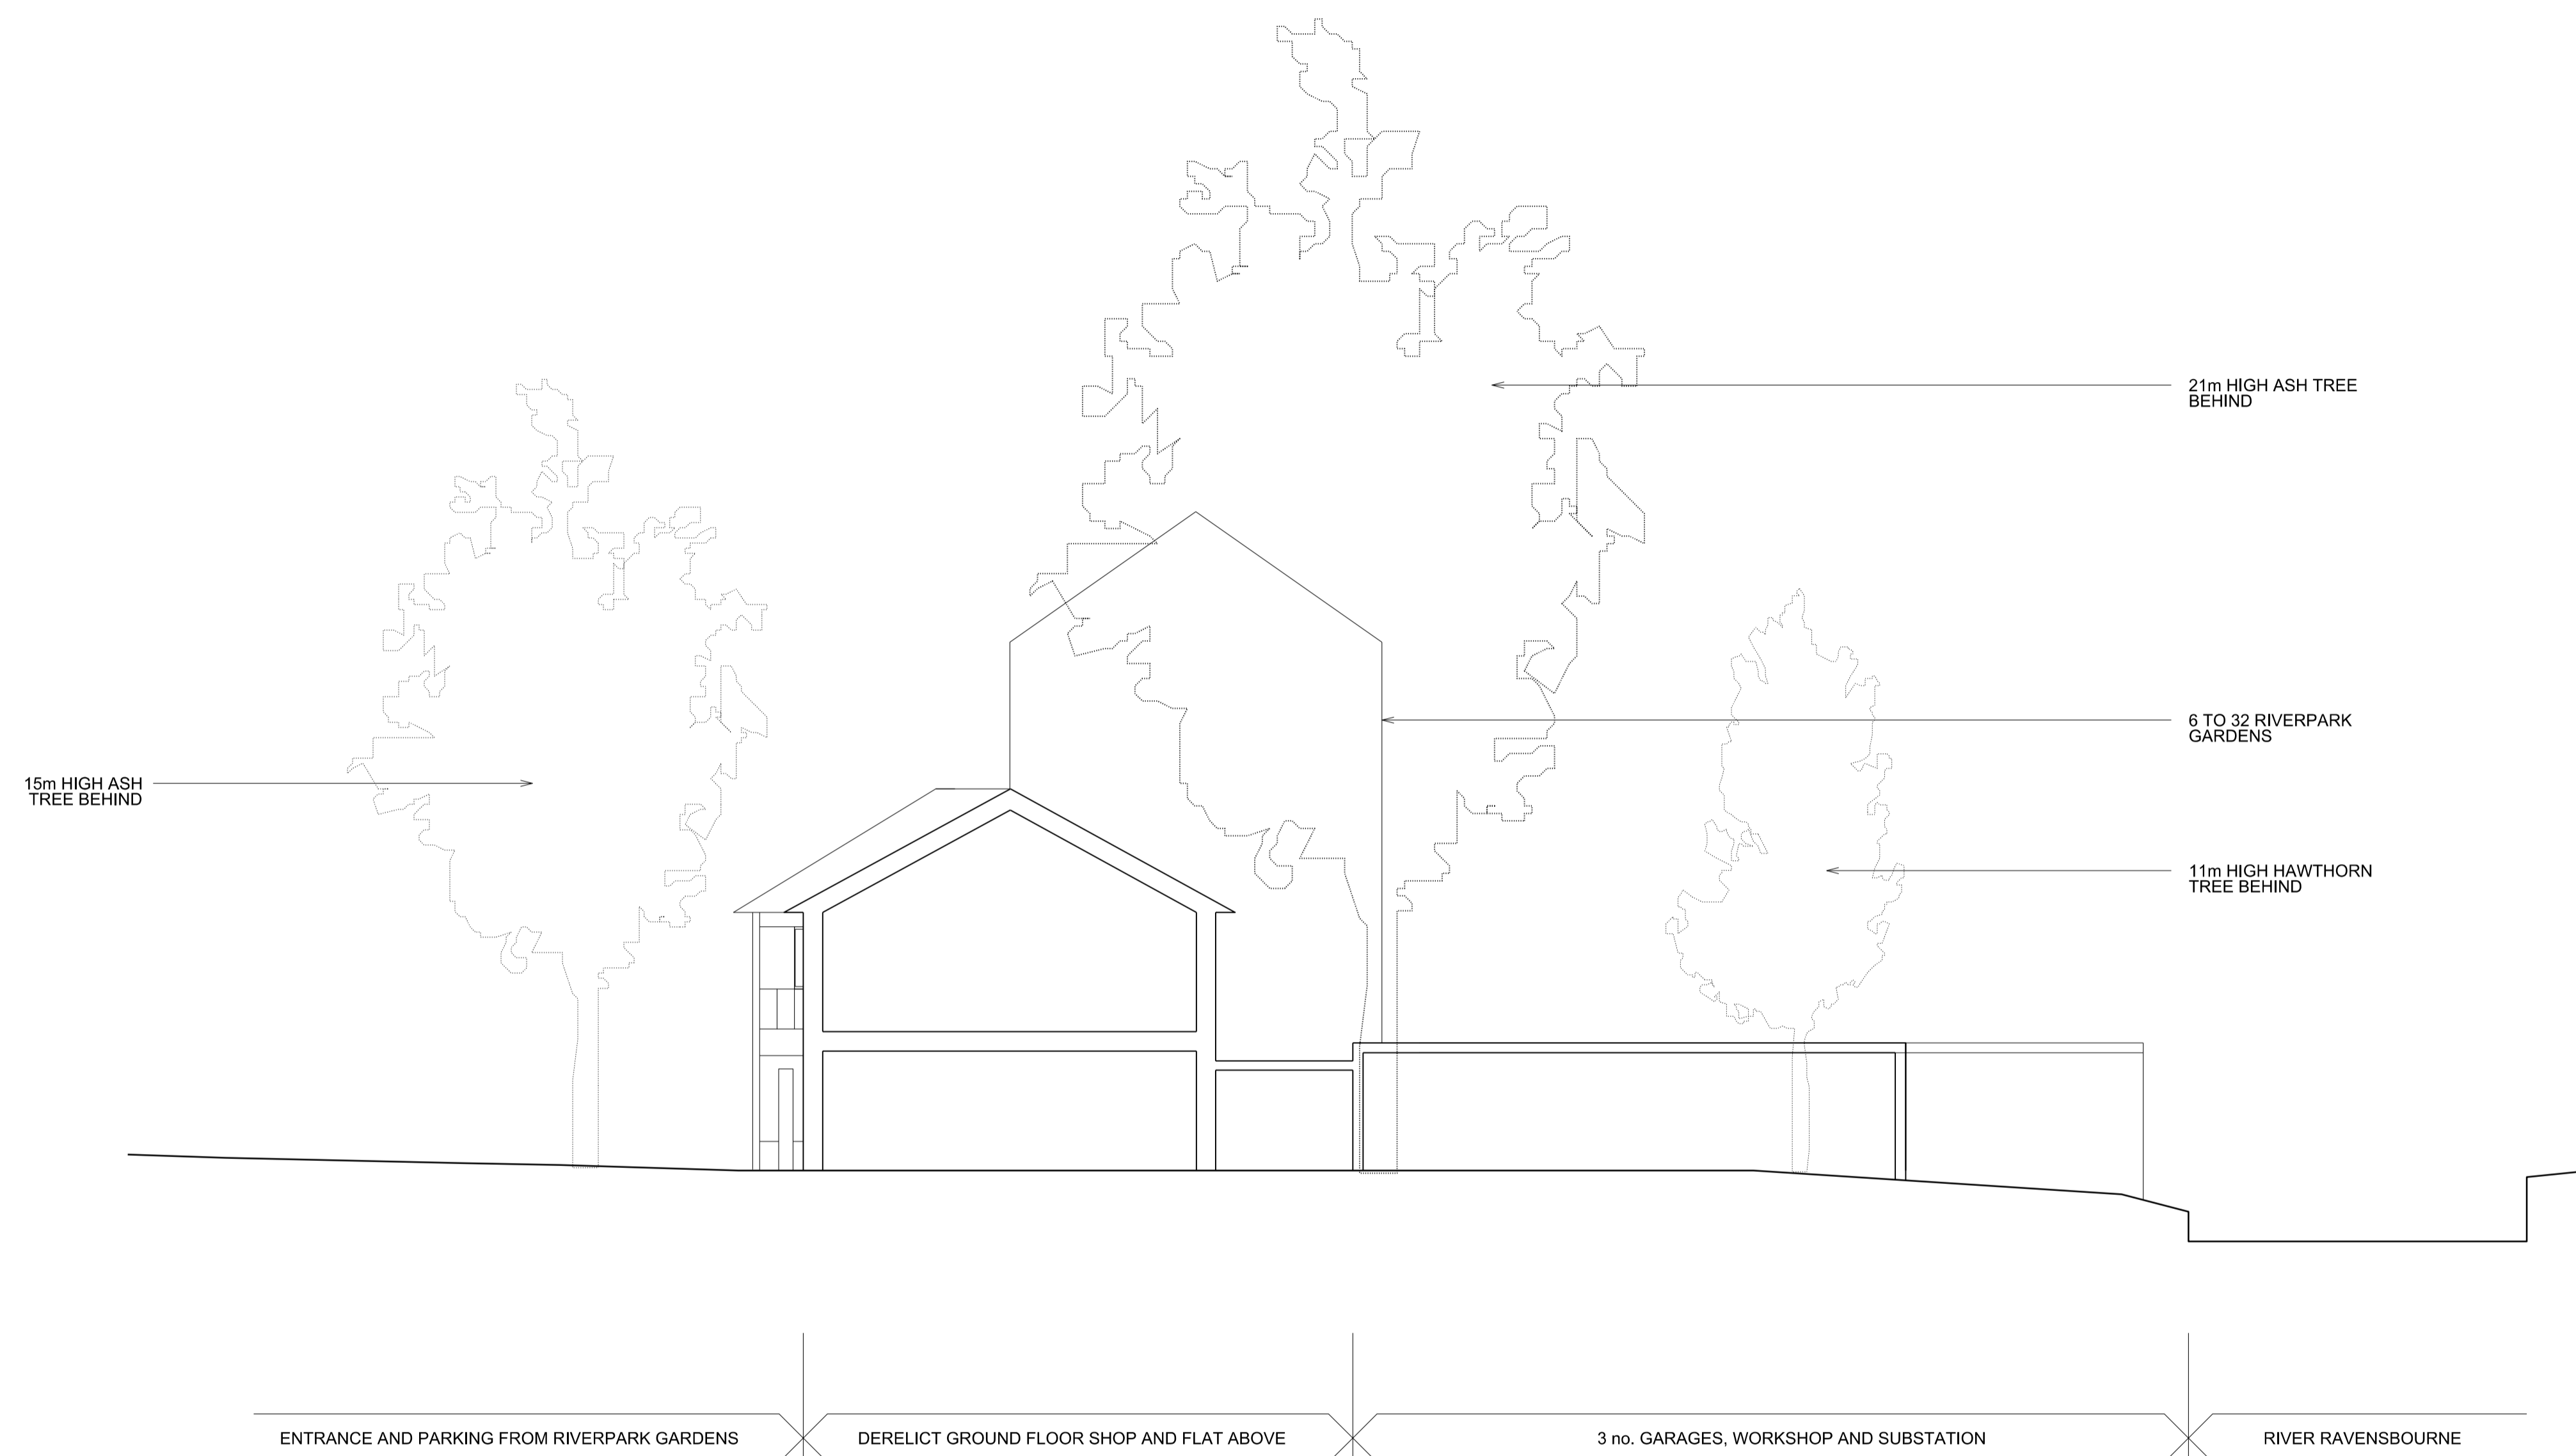 21m HIGH ASH TREE
BEHIND
6 TO 32 RIVERPARK
GARDENS
15m HIGH ASH
TREE BEHIND
11m HIGH HAWTHORN
TREE BEHIND
ENTRANCE AND PARKING FROM RIVERPARK GARDENS
DERELICT GROUND FLOOR SHOP AND FLAT ABOVE
3 no. GARAGES, WORKSHOP AND SUBSTATION
RIVER RAVENSBOURNE